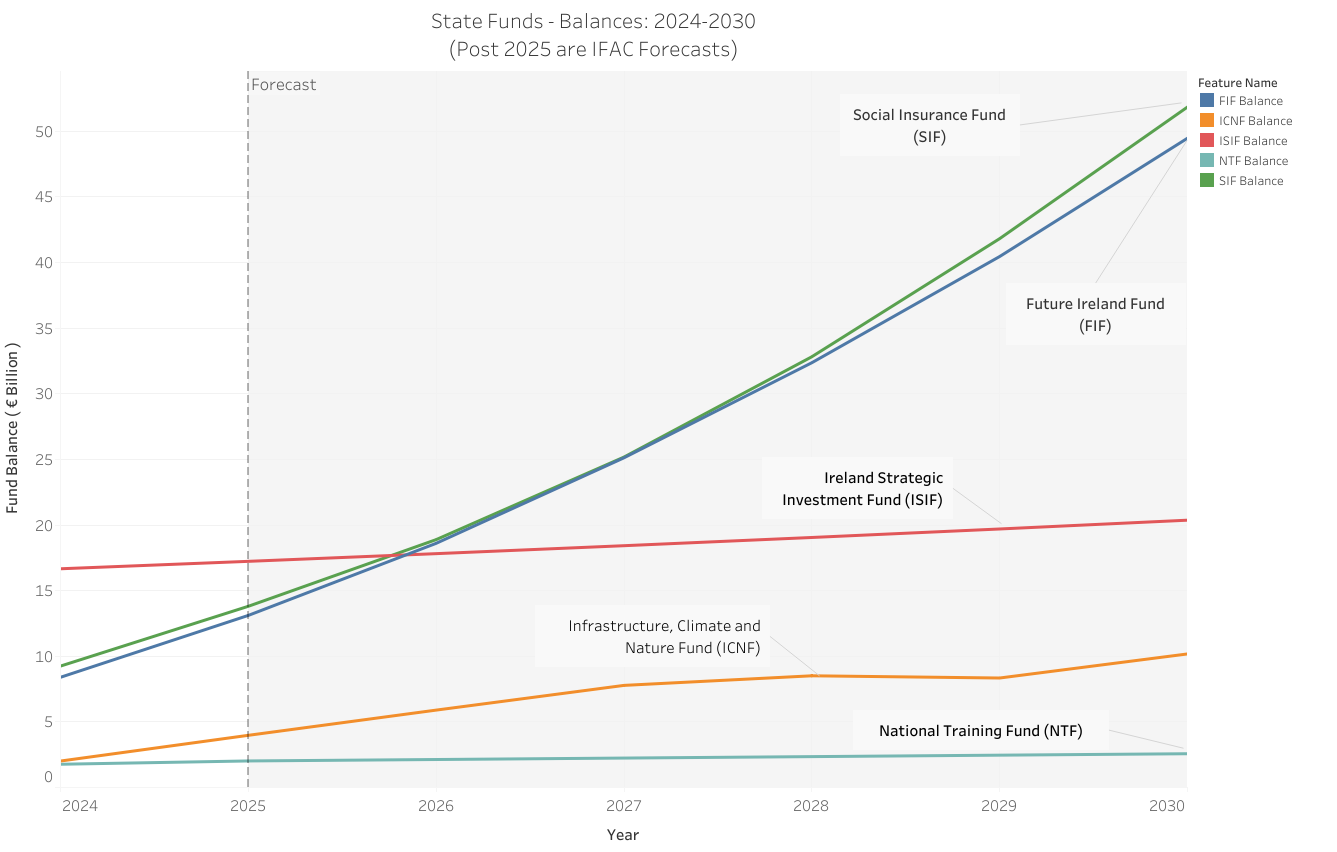 State Funds - Balances: 2024-2030
(Post 2025 are IFAC Forecasts)
Forecast
Feature Name
FIF Balance
ICNF Balance
ISIF Balance
NTF Balance
SIF Balance
Social Insurance Fund
(SIF)
Future Ireland Fund
(FIF)
Ireland Strategic
Investment Fund (ISIF)
Infrastructure, Climate and
Nature Fund (ICNF)
National Training Fund (NTF)
Fund Balance ( € Billion )
50
45
40
35
30
25
20
15
10
5
0
2024
2025
2026
2027
2028
2029
2030
Year